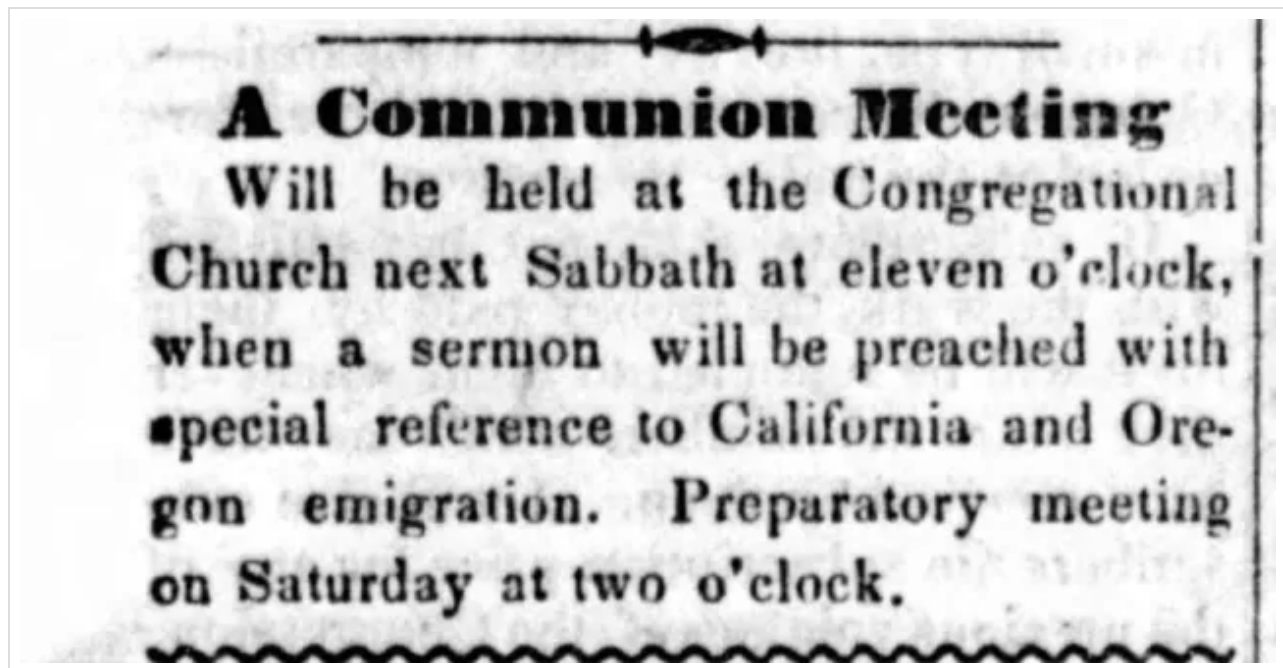 A Communion Meeting
Will be held at the Congregational
Church next Sabbath at eleven o'clock,
when a sermon will be preached with
special reference to California and Ore-
gon emigration. Preparatory meeting
on Saturday at two o'clock.